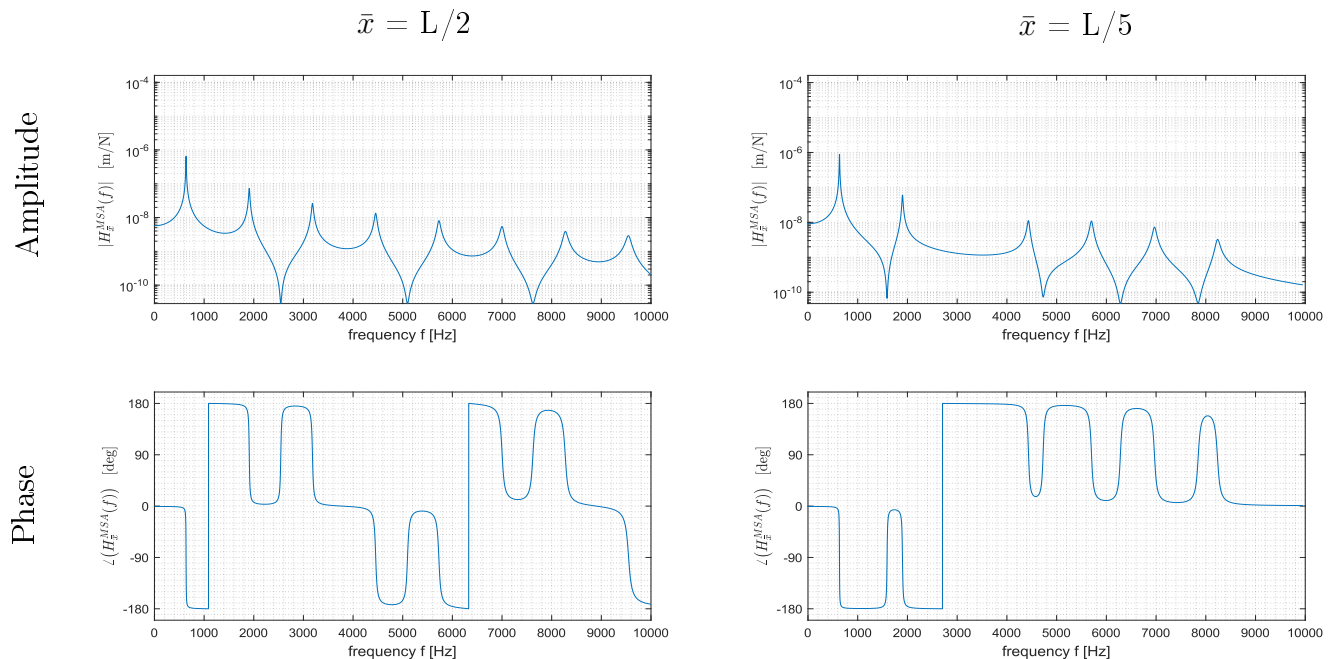 x̄ = L/2
x̄ = L/5
Amplitude
|H_x̄^{MSA}(f)| [m/N]
10^-4
10^-6
10^-8
10^-10
0 1000 2000 3000 4000 5000 6000 7000 8000 9000 10000
frequency f [Hz]
|H_x̄^{MSA}(f)| [m/N]
10^-4
10^-6
10^-8
10^-10
0 1000 2000 3000 4000 5000 6000 7000 8000 9000 10000
frequency f [Hz]
Phase
∠(H_x̄^{MSA}(f)) [deg]
180
90
0
-90
-180
0 1000 2000 3000 4000 5000 6000 7000 8000 9000 10000
frequency f [Hz]
∠(H_x̄^{MSA}(f)) [deg]
180
90
0
-90
-180
0 1000 2000 3000 4000 5000 6000 7000 8000 9000 10000
frequency f [Hz]